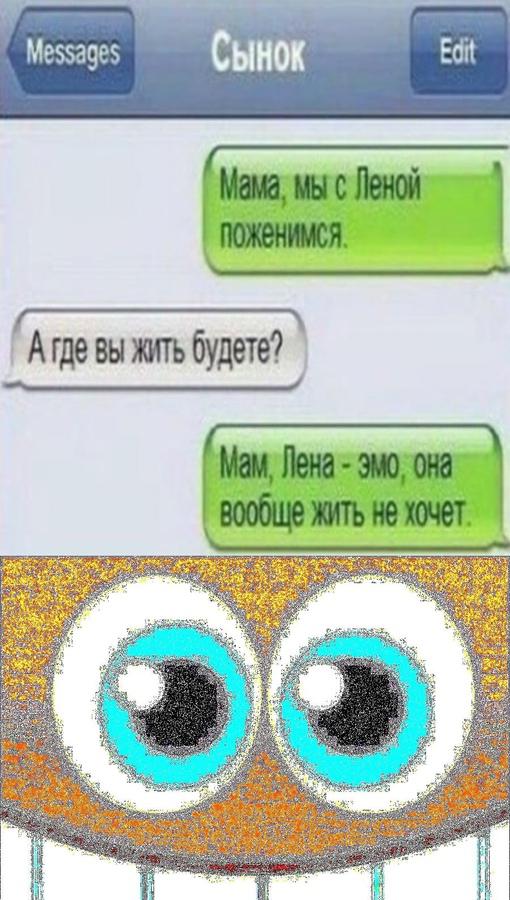 Messages
Сынок
Edit
Мама, мы с Леной
поженимся.
А где вы жить будете?
Мам, Лена - эмо, она
вообще жить не хочет.